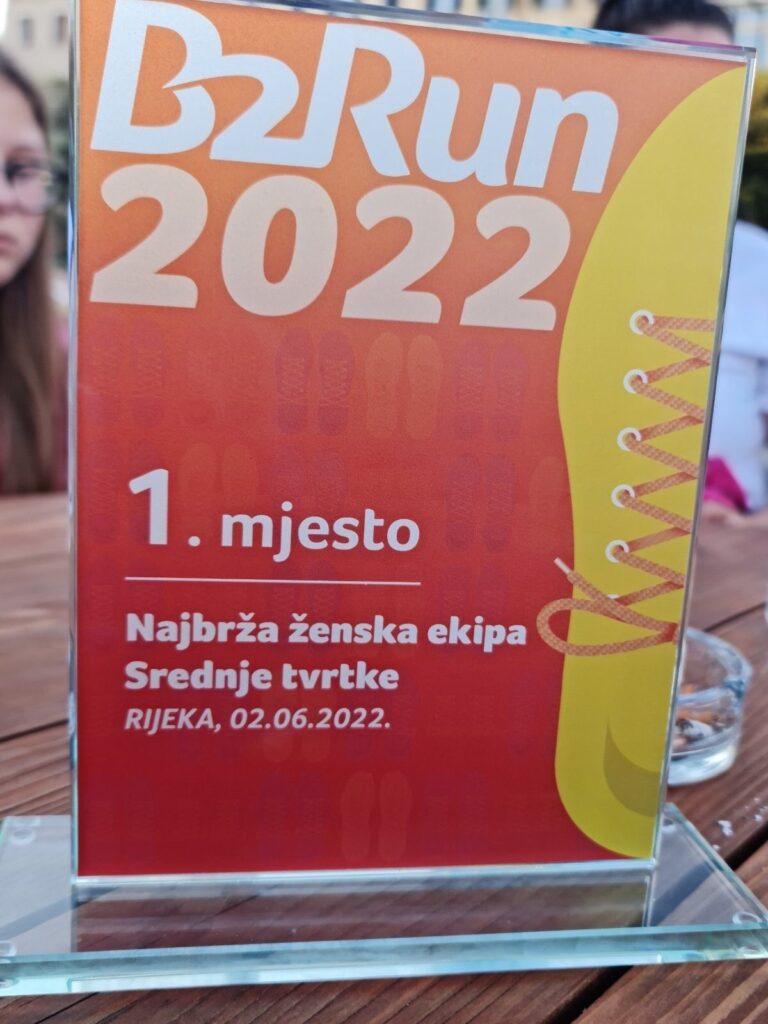 B2Run
2022
1. mjesto
Najbrža ženska ekipa
Srednje tvrtke
RIJEKA, 02.06.2022.